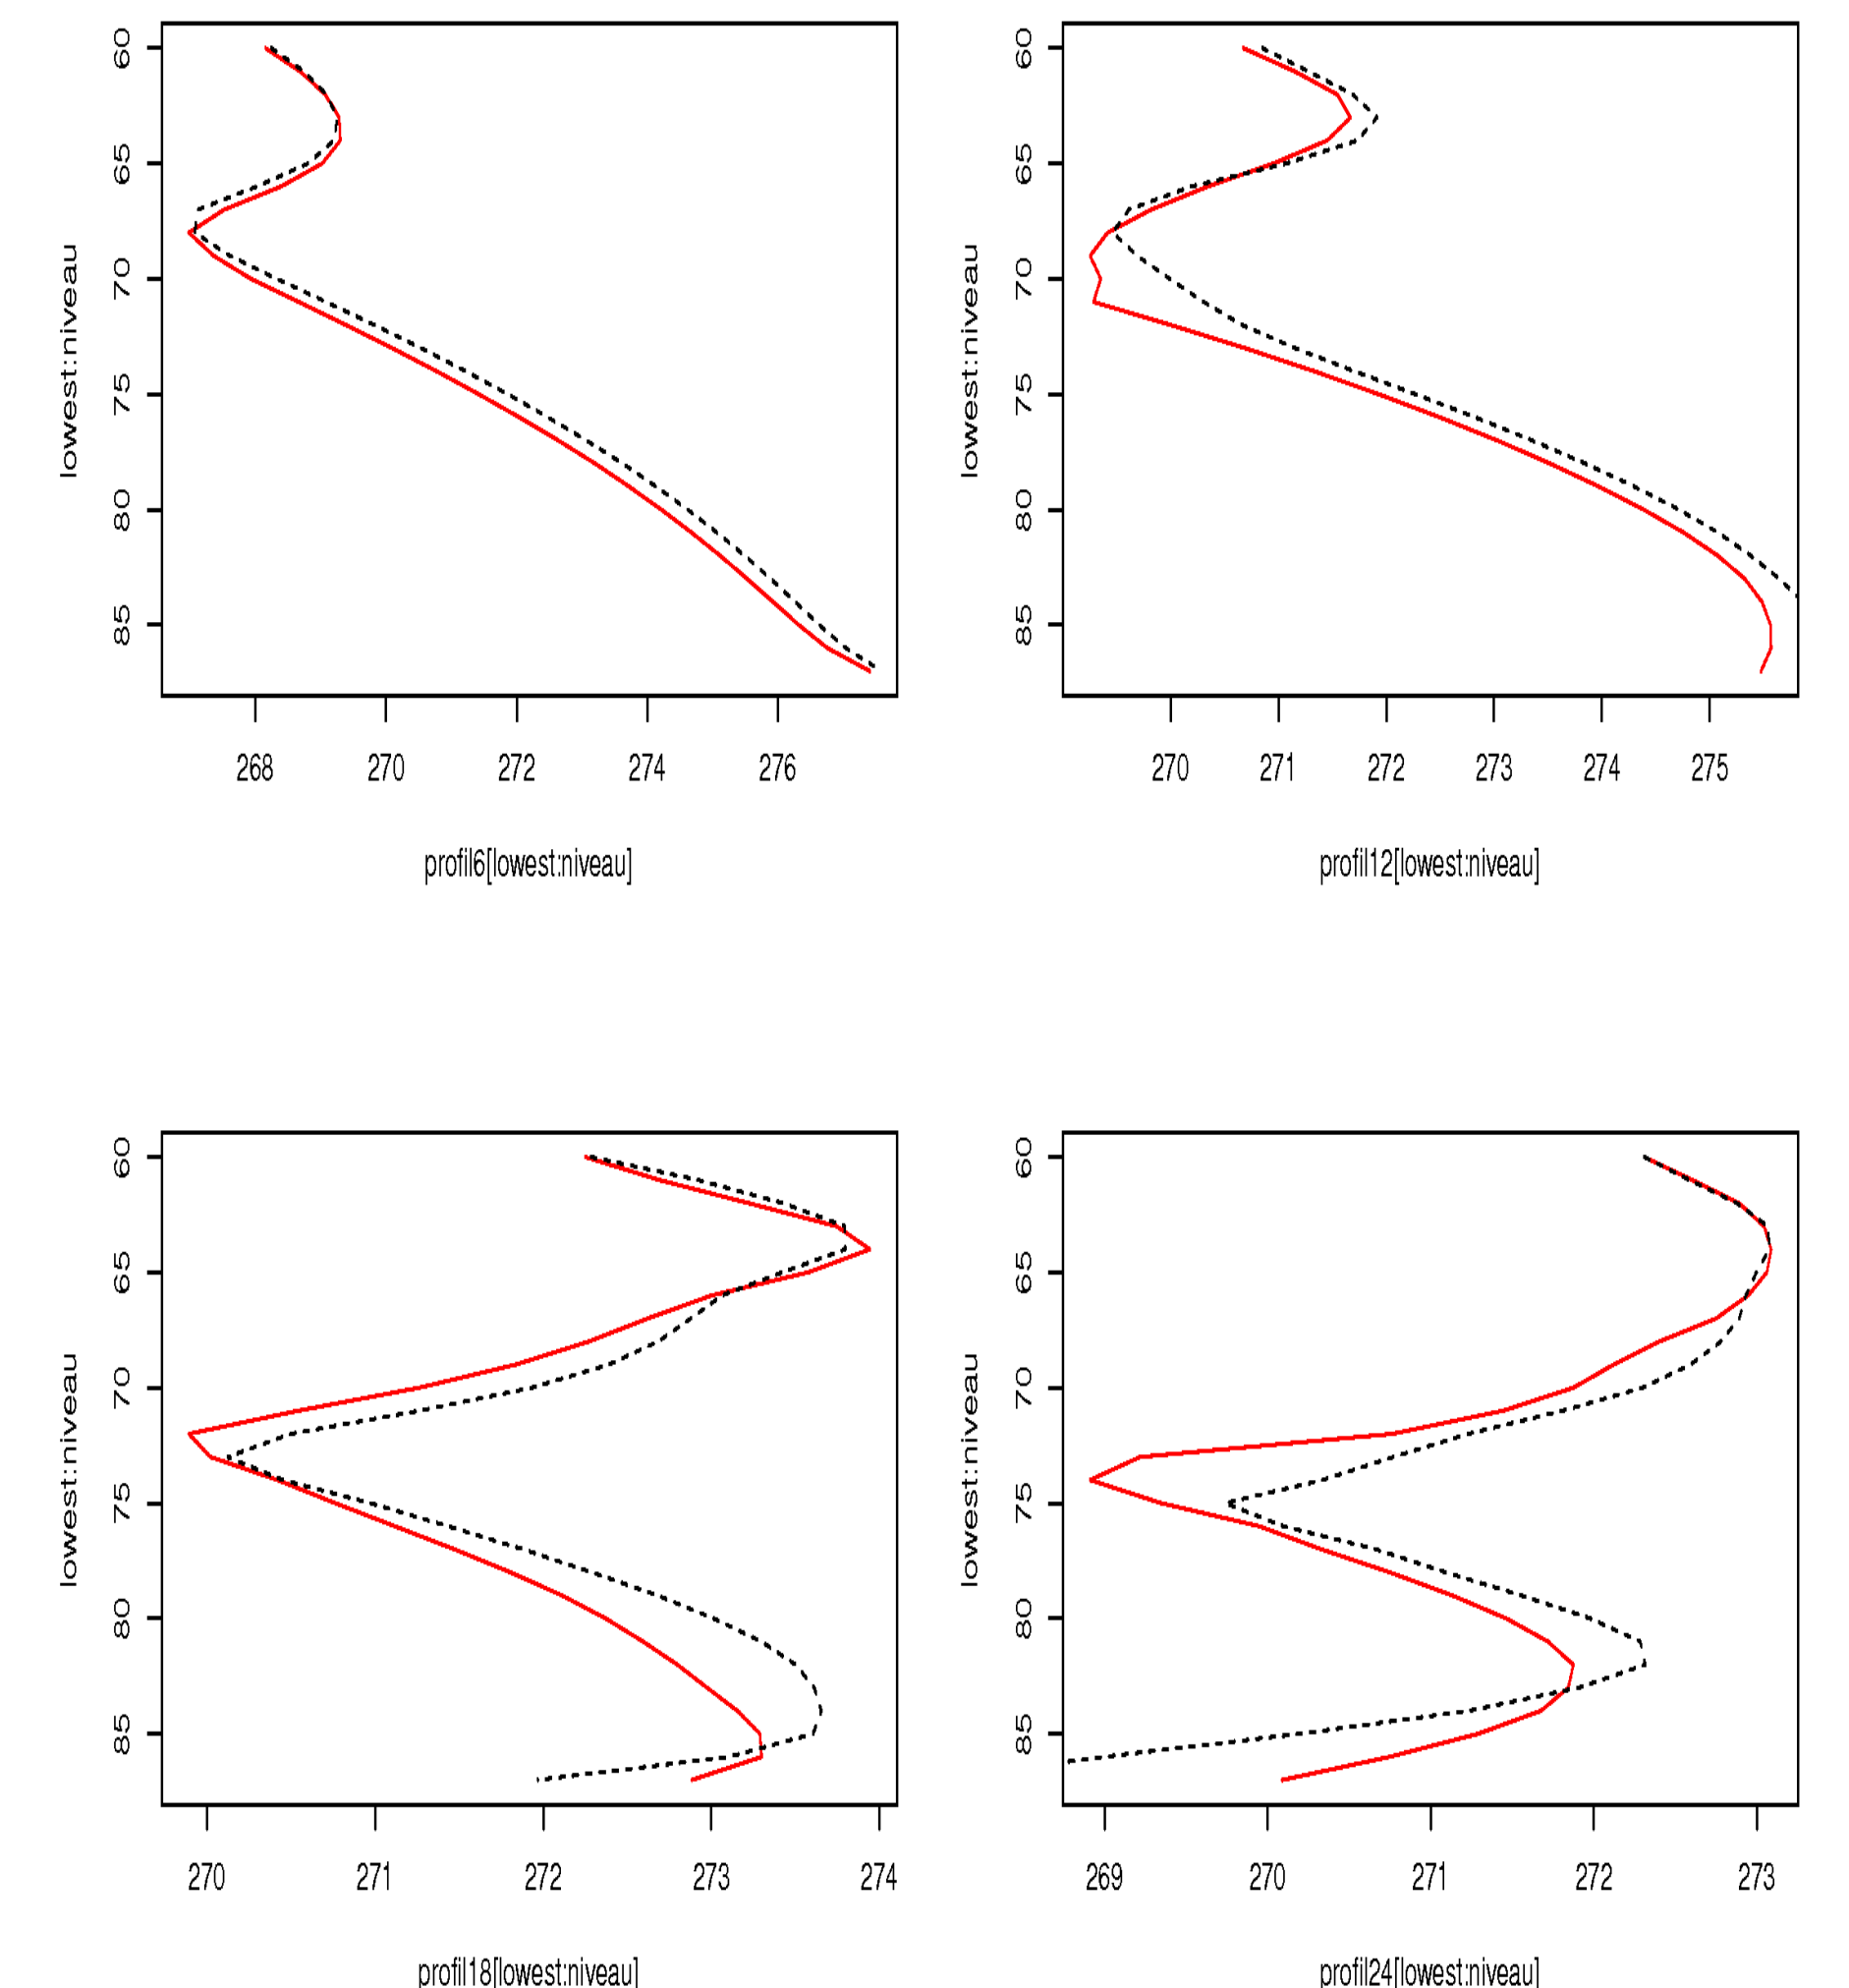 lowest:niveau
60
65
70
75
80
85
268 270 272 274 276
profil6[lowest:niveau]
lowest:niveau
60
65
70
75
80
85
270 271 272 273 274 275
profil12[lowest:niveau]
lowest:niveau
60
65
70
75
80
85
270 271 272 273 274
profil18[lowest:niveau]
lowest:niveau
60
65
70
75
80
85
269 270 271 272 273
profil24[lowest:niveau]